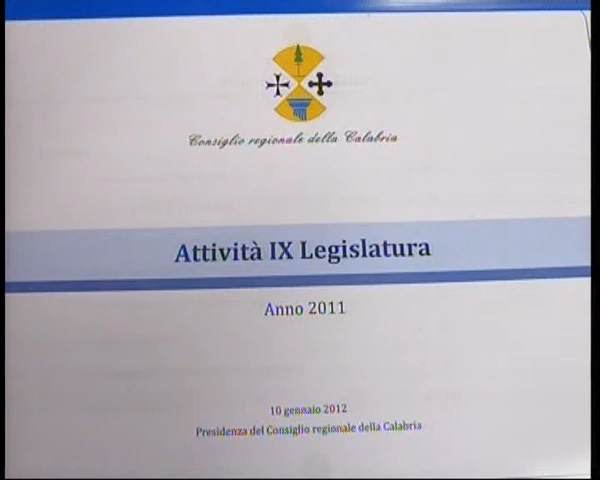 Consiglio regionale della Calabria
Attività IX Legislatura
Anno 2011
10 gennaio 2012
Presidenza del Consiglio regionale della Calabria